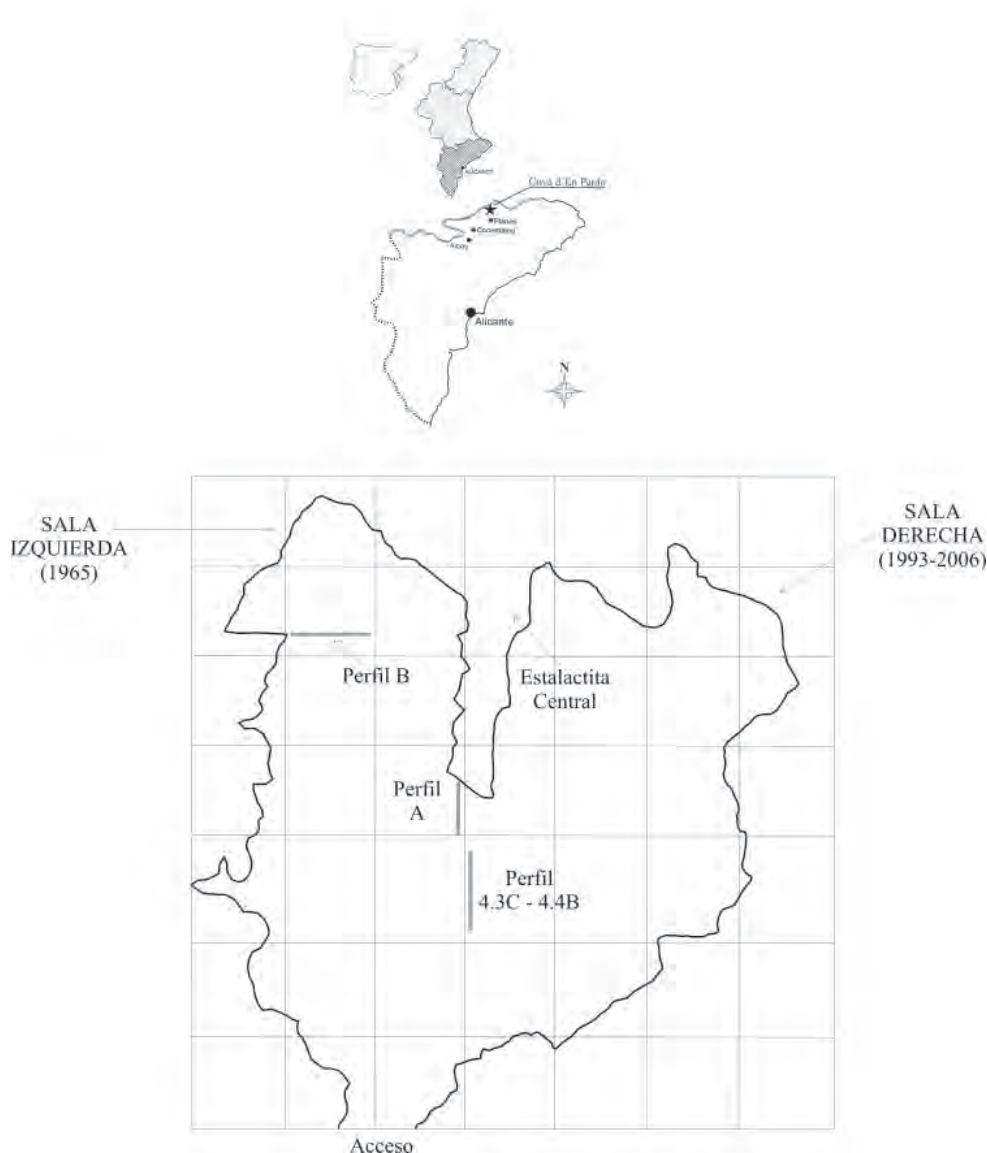 ALICANTE
Cova d'En Pardo
Planes
Cocentaina
Alcoy
Alicante
N
SALA
IZQUIERDA
(1965)
SALA
DERECHA
(1993-2006)
Perfil B
Estalactita
Central
Perfil
A
Perfil
4.3C - 4.4B
Acceso